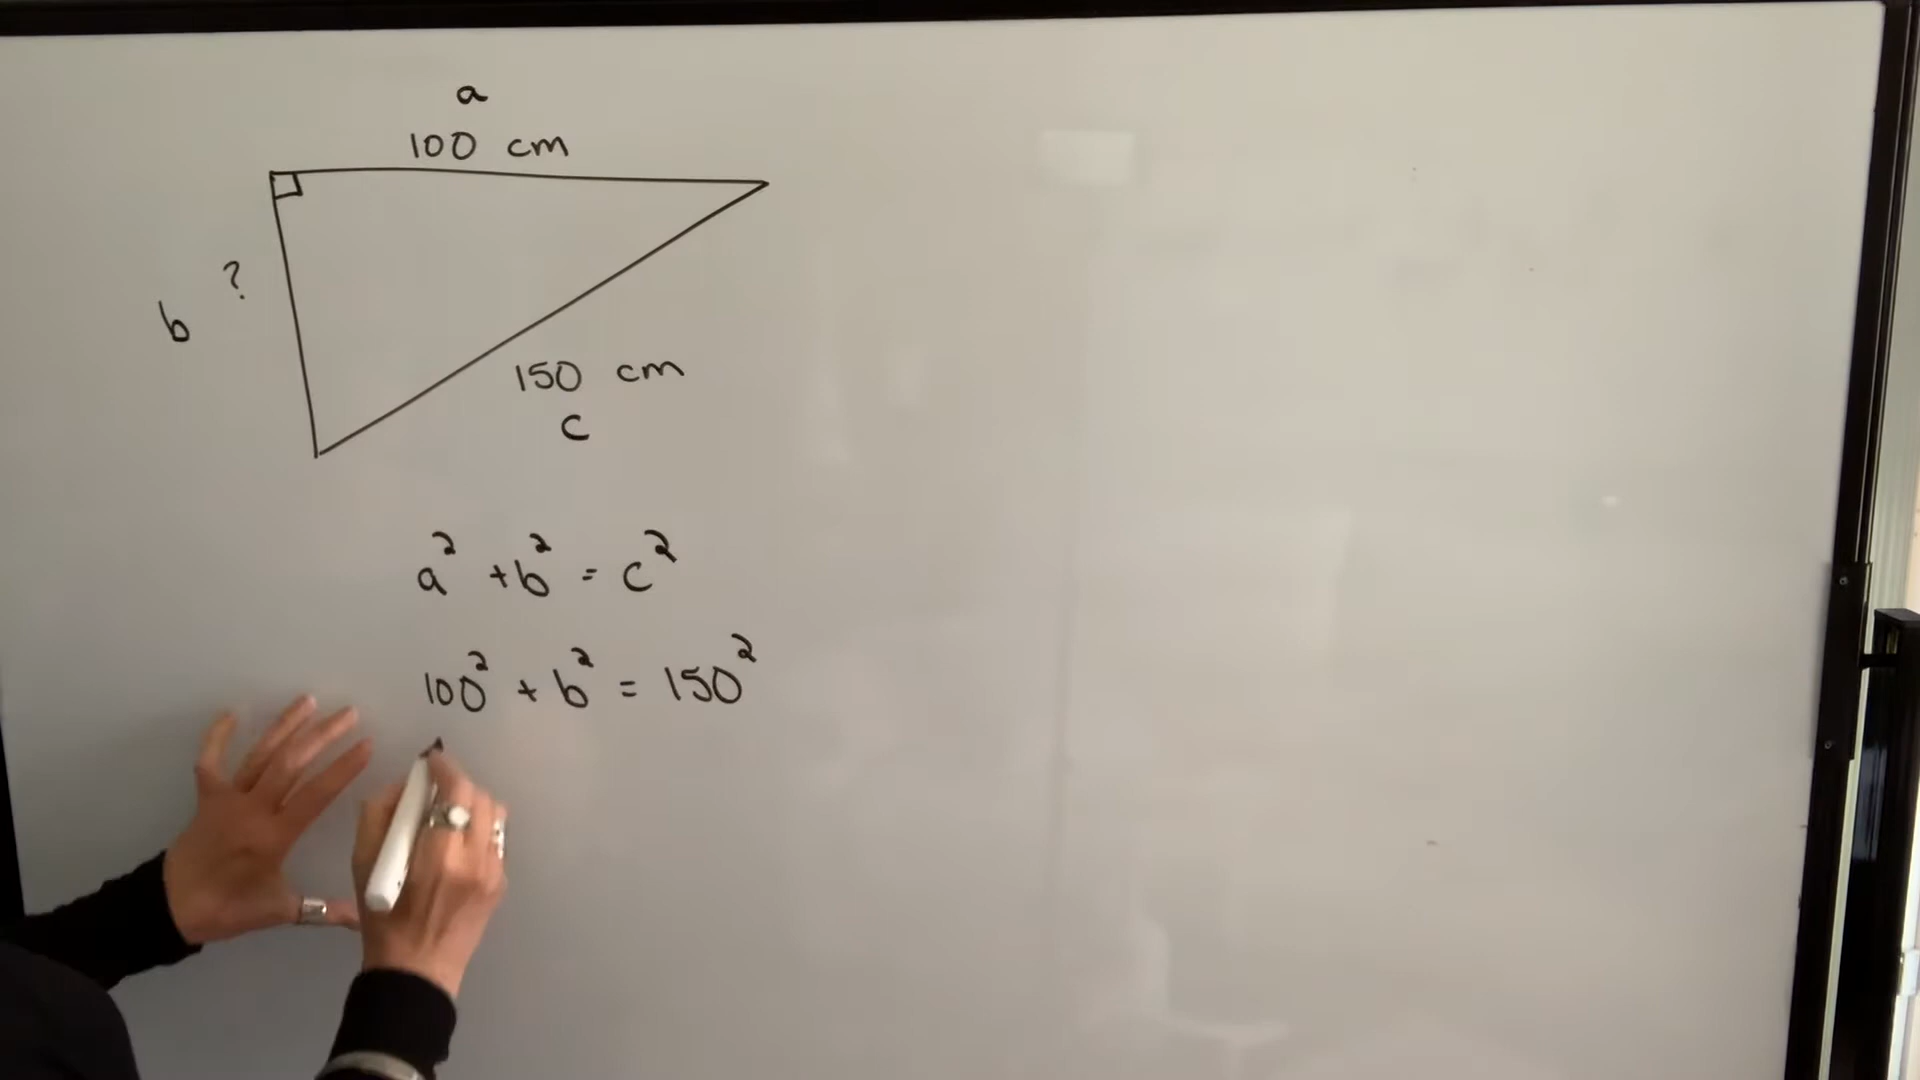 a
100 cm
?
b
150 cm
c
a² + b² = c²
100² + b² = 150²